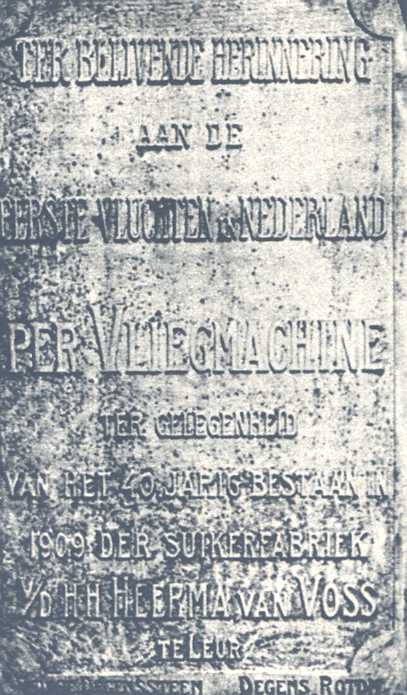 TER BLIJVENDE HERINNERING
AAN DE
EERSTE VLUCHTEN IN NEDERLAND
PER VLIEGMACHINE
TER GELEGENHEID
VAN HET 40 JARIG BESTAAN IN
1909 DER SUIKERFABRIEK
V/D H.H. HEERMA VAN VOSS
TE LEUR
DEGENS